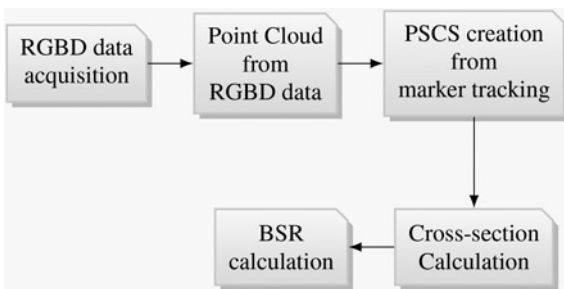 RGBD data
acquisition
Point Cloud
from
RGBD data
PSCS creation
from
marker tracking
Cross-section
Calculation
BSR
calculation